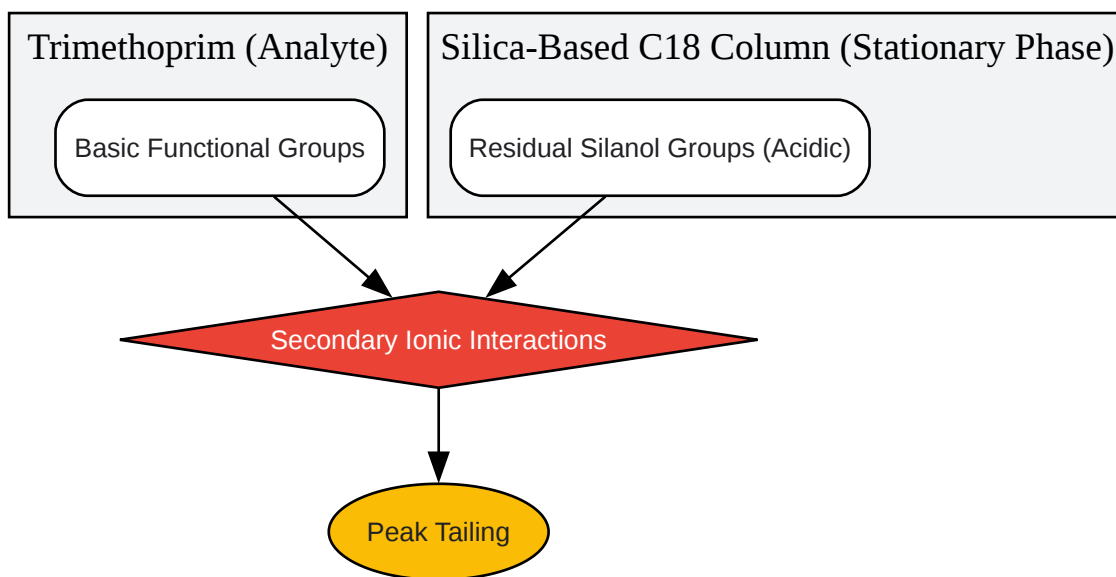 Trimethoprim (Analyte)
Silica-Based C18 Column (Stationary Phase)
Basic Functional Groups
Residual Silanol Groups (Acidic)
Secondary Ionic Interactions
Peak Tailing